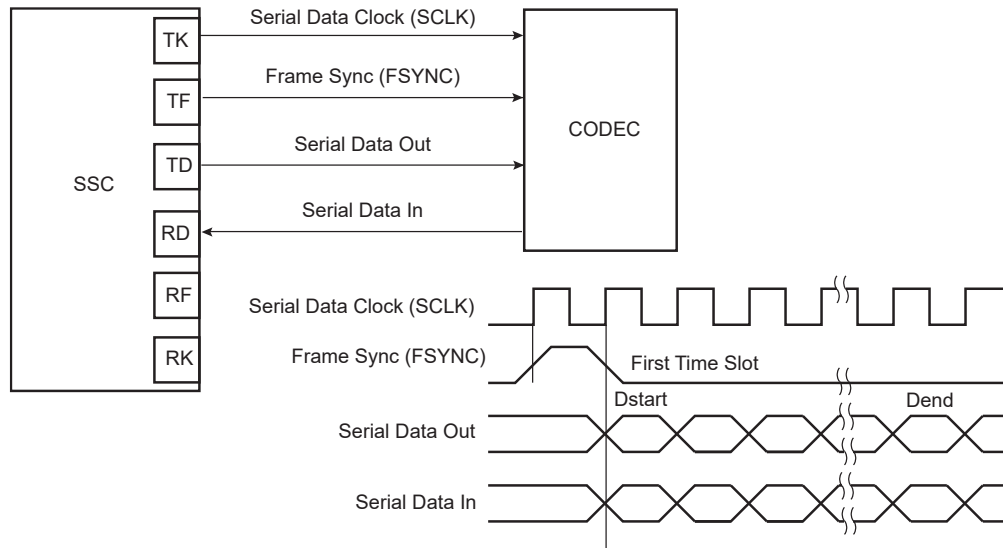 Serial Data Clock (SCLK)
TK
Frame Sync (FSYNC)
TF
CODEC
Serial Data Out
TD
SSC
Serial Data In
RD
RF
Serial Data Clock (SCLK)
RK
Frame Sync (FSYNC)
First Time Slot
Dstart
Dend
Serial Data Out
Serial Data In